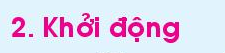 2. Khởi động